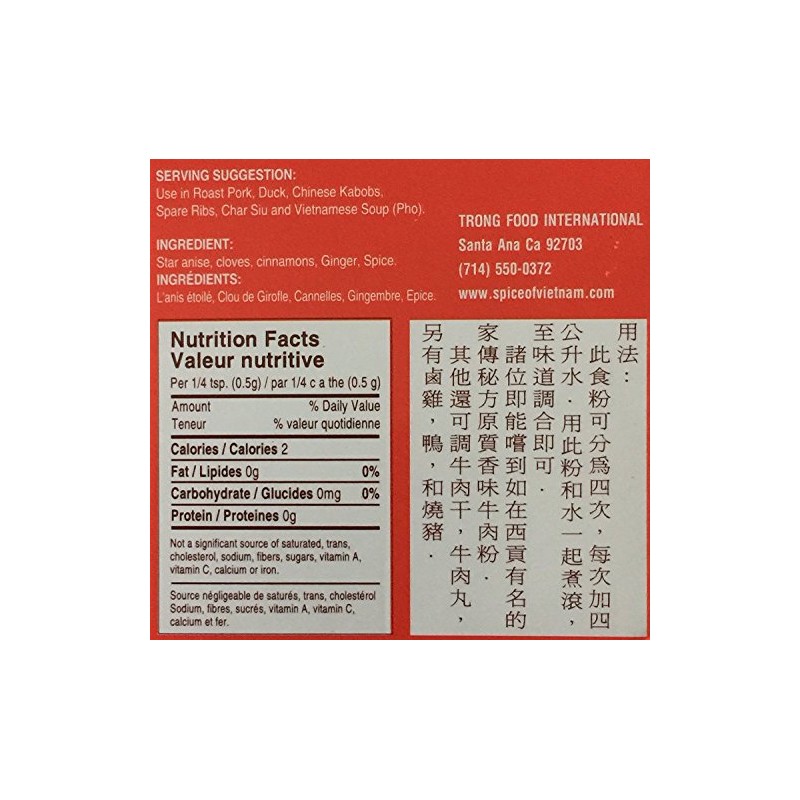 SERVING SUGGESTION:
Use in Roast Pork, Duck, Chinese Kabobs,
Spare Ribs, Char Siu and Vietnamese Soup (Pho).
INGREDIENT:
Star anise, cloves, cinnamons, Ginger, Spice.
INGRÉDIENTS:
L'anis étoilé, Clou de Girofle, Cannelles, Gingembre, Epice.
TRONG FOOD INTERNATIONAL
Santa Ana Ca 92703
(714) 550-0372
www.spiceofvietnam.com
Nutrition Facts
Valeur nutritive
Per 1/4 tsp. (0.5g) / par 1/4 c a the (0.5 g)
Amount % Daily Value
Teneur % valeur quotidienne
Calories / Calories 2
Fat / Lipides 0g 0%
Carbohydrate / Glucides 0mg 0%
Protein / Proteines 0g
Not a significant source of saturated, trans,
cholesterol, sodium, fibers, sugars, vitamin A,
vitamin C, calcium or iron.
Source négligeable de saturés, trans, cholestérol
Sodium, fibres, sucrés, vitamin A, vitamin C,
calcium et fer.
用法：
此食粉可分為四次，每次加四
公升水．用此粉和水一起煮滾，
至味道調合即可．
諸位即能嚐到如在西貢有名的
家傳秘方原質香味牛肉粉．
其他還可調牛肉干，牛肉丸，
另有鹵雞，鴨，和燒豬．